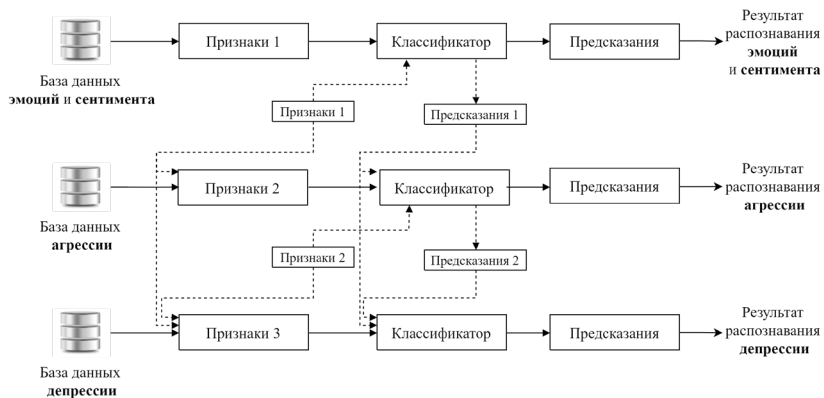 Признаки 1
Классификатор
Предсказания
Результат
распознавания
эмоций
и сентимента
База данных
эмоций и сентимента
Признаки 1
Предсказания 1
Признаки 2
Классификатор
Предсказания
Результат
распознавания
агрессии
База данных
агрессии
Признаки 2
Предсказания 2
Признаки 3
Классификатор
Предсказания
Результат
распознавания
депрессии
База данных
депрессии